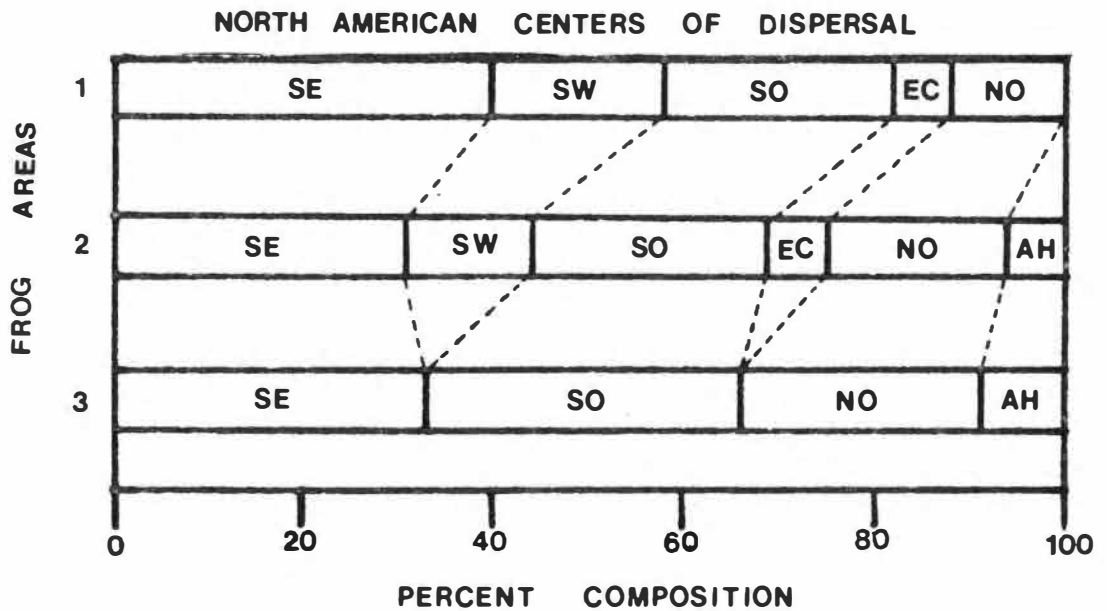 NORTH AMERICAN CENTERS OF DISPERSAL
FROG AREAS
1 SE SW SO EC NO
2 SE SW SO EC NO AH
3 SE SO NO AH
0 20 40 60 80 100
PERCENT COMPOSITION